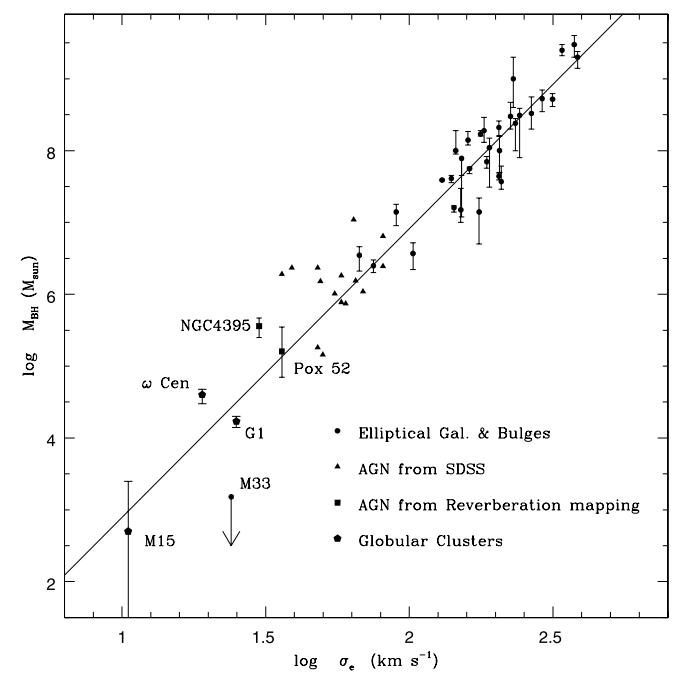 8
6
4
2
log M_BH (M_sun)
NGC4395
Pox 52
ω Cen
G1
M33
M15
Elliptical Gal. & Bulges
AGN from SDSS
AGN from Reverberation mapping
Globular Clusters
1 1.5 2 2.5
log σ_e (km s⁻¹)